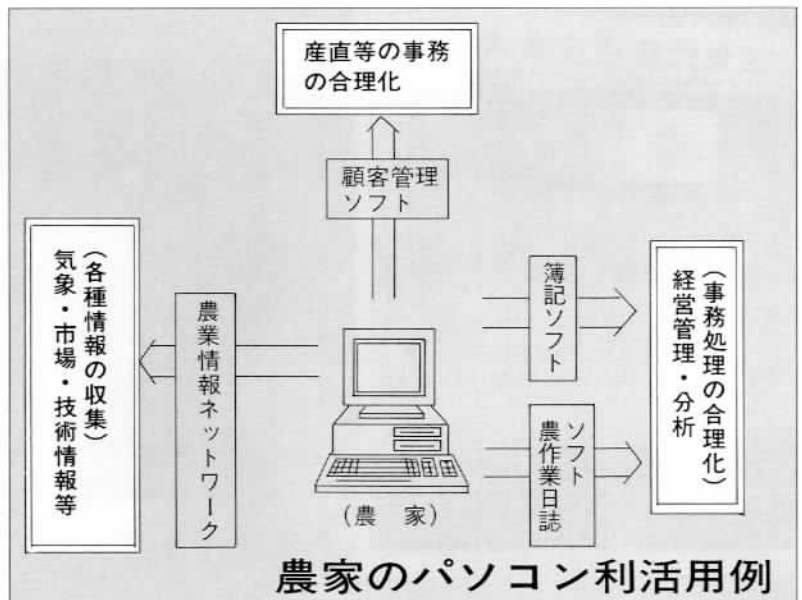 産直等の事務
の合理化
顧客管理
ソフト
(各種情報の収集)
気象・市場・技術情報等
農業情報ネットワーク
簿記ソフト
ソフト
農作業日誌
(事務処理の合理化)
経営管理・分析
(農 家)
農家のパソコン利活用例